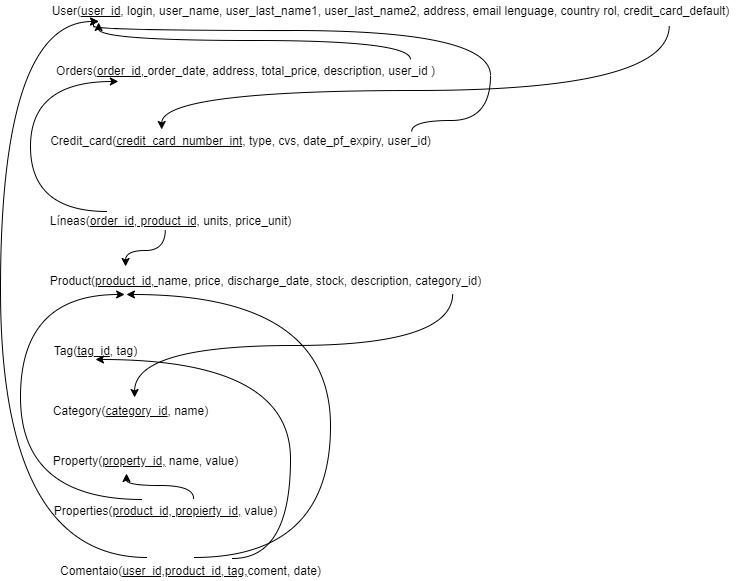 User(user_id, login, user_name, user_last_name1, user_last_name2, address, email lenguage, country rol, credit_card_default)
Orders(order_id, order_date, address, total_price, description, user_id )
Credit_card(credit_card_number_int, type, cvs, date_pf_expiry, user_id)
Líneas(order_id, product_id, units, price_unit)
Product(product_id, name, price, discharge_date, stock, description, category_id)
Tag(tag_id, tag)
Category(category_id, name)
Property(property_id, name, value)
Properties(product_id, propierty_id, value)
Comentaio(user_id,product_id, tag,coment, date)